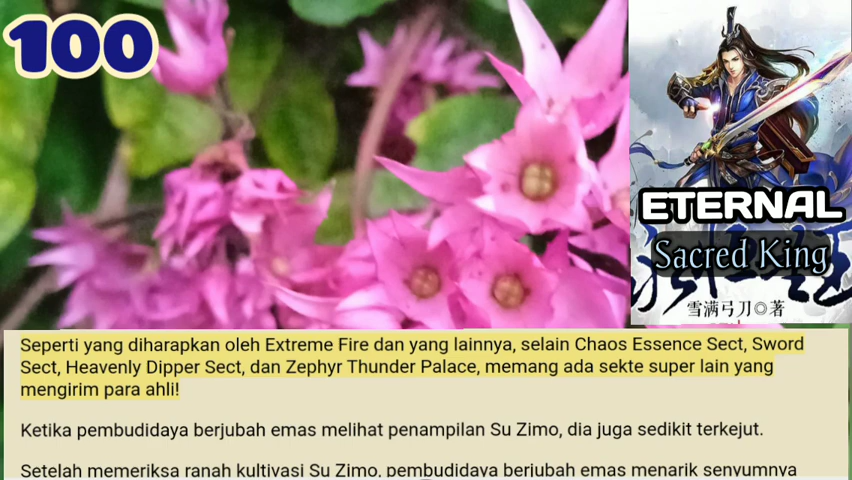 100
ETERNAL
Sacred King
雪满弓刀◎著
Seperti yang diharapkan oleh Extreme Fire dan yang lainnya, selain Chaos Essence Sect, Sword
Sect, Heavenly Dipper Sect, dan Zephyr Thunder Palace, memang ada sekte super lain yang
mengirim para ahli!
Ketika pembudidaya berjubah emas melihat penampilan Su Zimo, dia juga sedikit terkejut.
Setelah memeriksa ranah kultivasi Su Zimo, pembudidaya berjubah emas menarik senyumnya